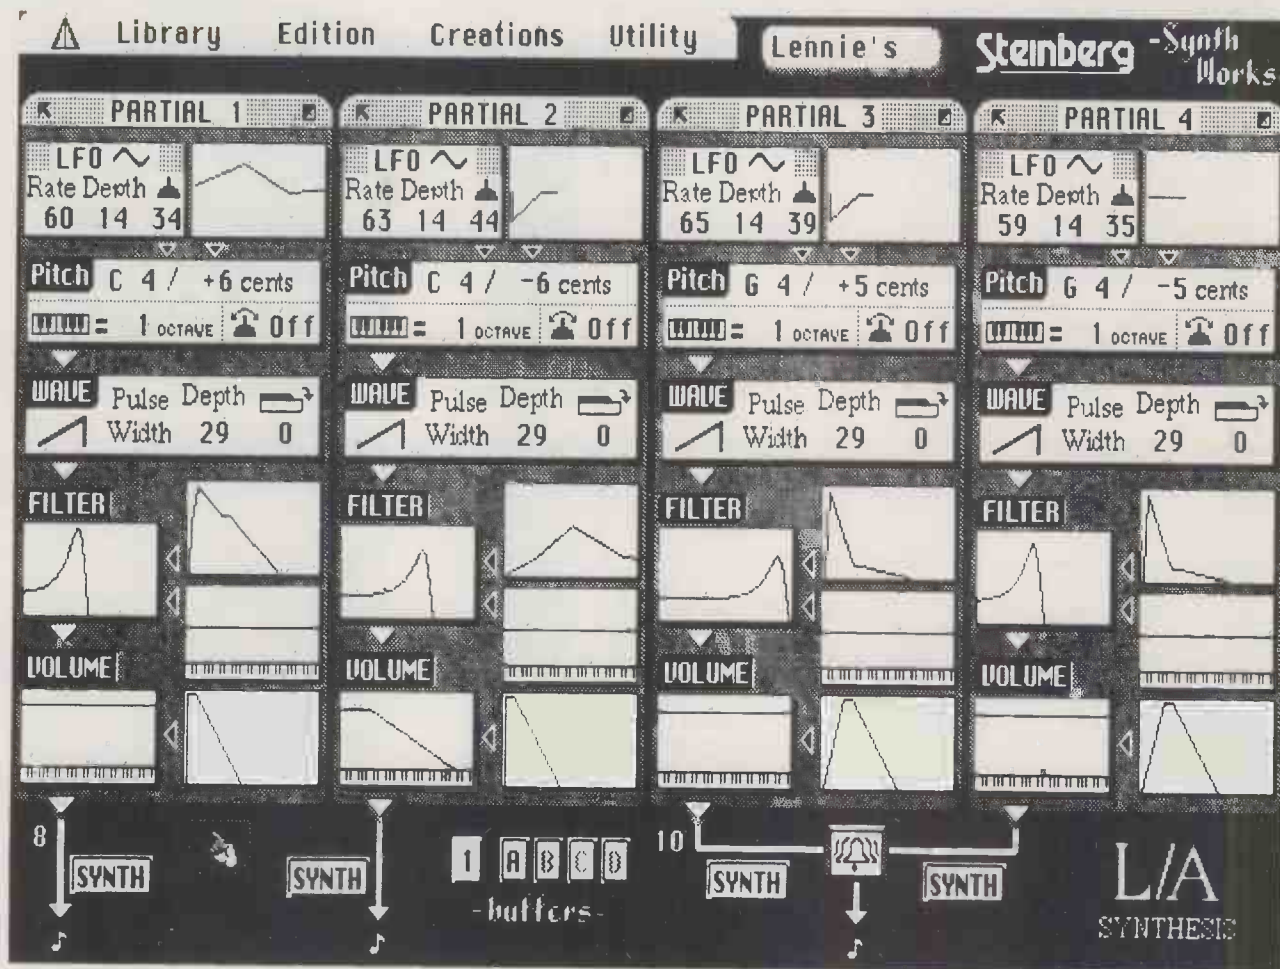 Library Edition Creations Utility
Lennie's
Steinberg -Synth Works
PARTIAL 1
LFO
Rate Depth
60 14 34
Pitch C 4 / +6 cents
= 1 OCTAVE Off
WAVE Pulse Depth
Width 29 0
FILTER
VOLUME
PARTIAL 2
LFO
Rate Depth
63 14 44
Pitch C 4 / -6 cents
= 1 OCTAVE Off
WAVE Pulse Depth
Width 29 0
FILTER
VOLUME
PARTIAL 3
LFO
Rate Depth
65 14 39
Pitch G 4 / +5 cents
= 1 OCTAVE Off
WAVE Pulse Depth
Width 29 0
FILTER
VOLUME
PARTIAL 4
LFO
Rate Depth
59 14 35
Pitch G 4 / -5 cents
= 1 OCTAVE Off
WAVE Pulse Depth
Width 29 0
FILTER
VOLUME
8
SYNTH
SYNTH
1 A B C D
-buffers-
10
SYNTH
SYNTH
L/A
SYNTHESIS